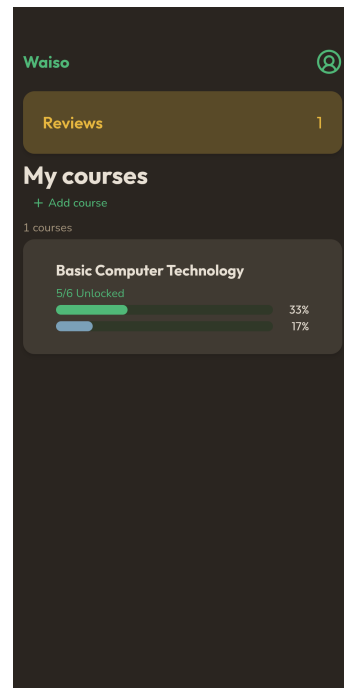 Waiso
Reviews 1
My courses
+ Add course
1 courses
Basic Computer Technology
5/6 Unlocked
33%
17%